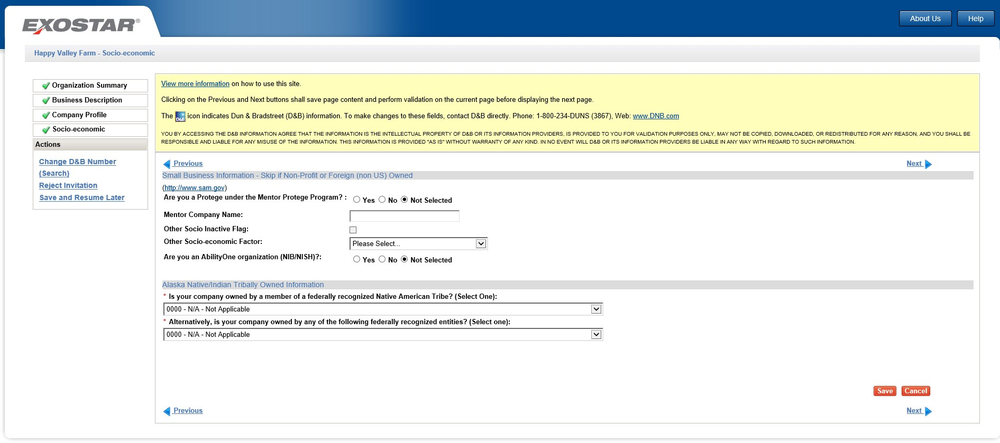 EXOSTAR®
About Us
Help
Happy Valley Farm - Socio-economic
Organization Summary
Business Description
Company Profile
Socio-economic
Actions
Change D&B Number
(Search)
Reject Invitation
Save and Resume Later
View more information on how to use this site.
Clicking on the Previous and Next buttons shall save page content and perform validation on the current page before displaying the next page.
The D&B icon indicates Dun & Bradstreet (D&B) information. To make changes to these fields, contact D&B directly. Phone: 1-800-234-DUNS (3867), Web: www.DNB.com
YOU BY ACCESSING THE D&B INFORMATION AGREE THAT THE INFORMATION IS THE INTELLECTUAL PROPERTY OF D&B OR ITS INFORMATION PROVIDERS, IS PROVIDED TO YOU FOR VALIDATION PURPOSES ONLY, MAY NOT BE COPIED, DOWNLOADED, OR REDISTRIBUTED FOR ANY REASON, AND YOU SHALL BE
RESPONSIBLE AND LIABLE FOR ANY MISUSE OF THE INFORMATION. THIS INFORMATION IS PROVIDED "AS IS" WITHOUT WARRANTY OF ANY KIND. IN NO EVENT WILL D&B OR ITS INFORMATION PROVIDERS BE LIABLE IN ANY WAY WITH REGARD TO SUCH INFORMATION.
Previous
Next
Small Business Information - Skip if Non-Profit or Foreign (non US) Owned
(http://www.sam.gov)
Are you a Protege under the Mentor Protege Program? : Yes No Not Selected
Mentor Company Name:
Other Socio Inactive Flag:
Other Socio-economic Factor: Please Select...
Are you an AbilityOne organization (NIB/NISH)?: Yes No Not Selected
Alaska Native/Indian Tribally Owned Information
* Is your company owned by a member of a federally recognized Native American Tribe? (Select One):
0000 - N/A - Not Applicable
* Alternatively, is your company owned by any of the following federally recognized entities? (Select one):
0000 - N/A - Not Applicable
Save
Cancel
Previous
Next